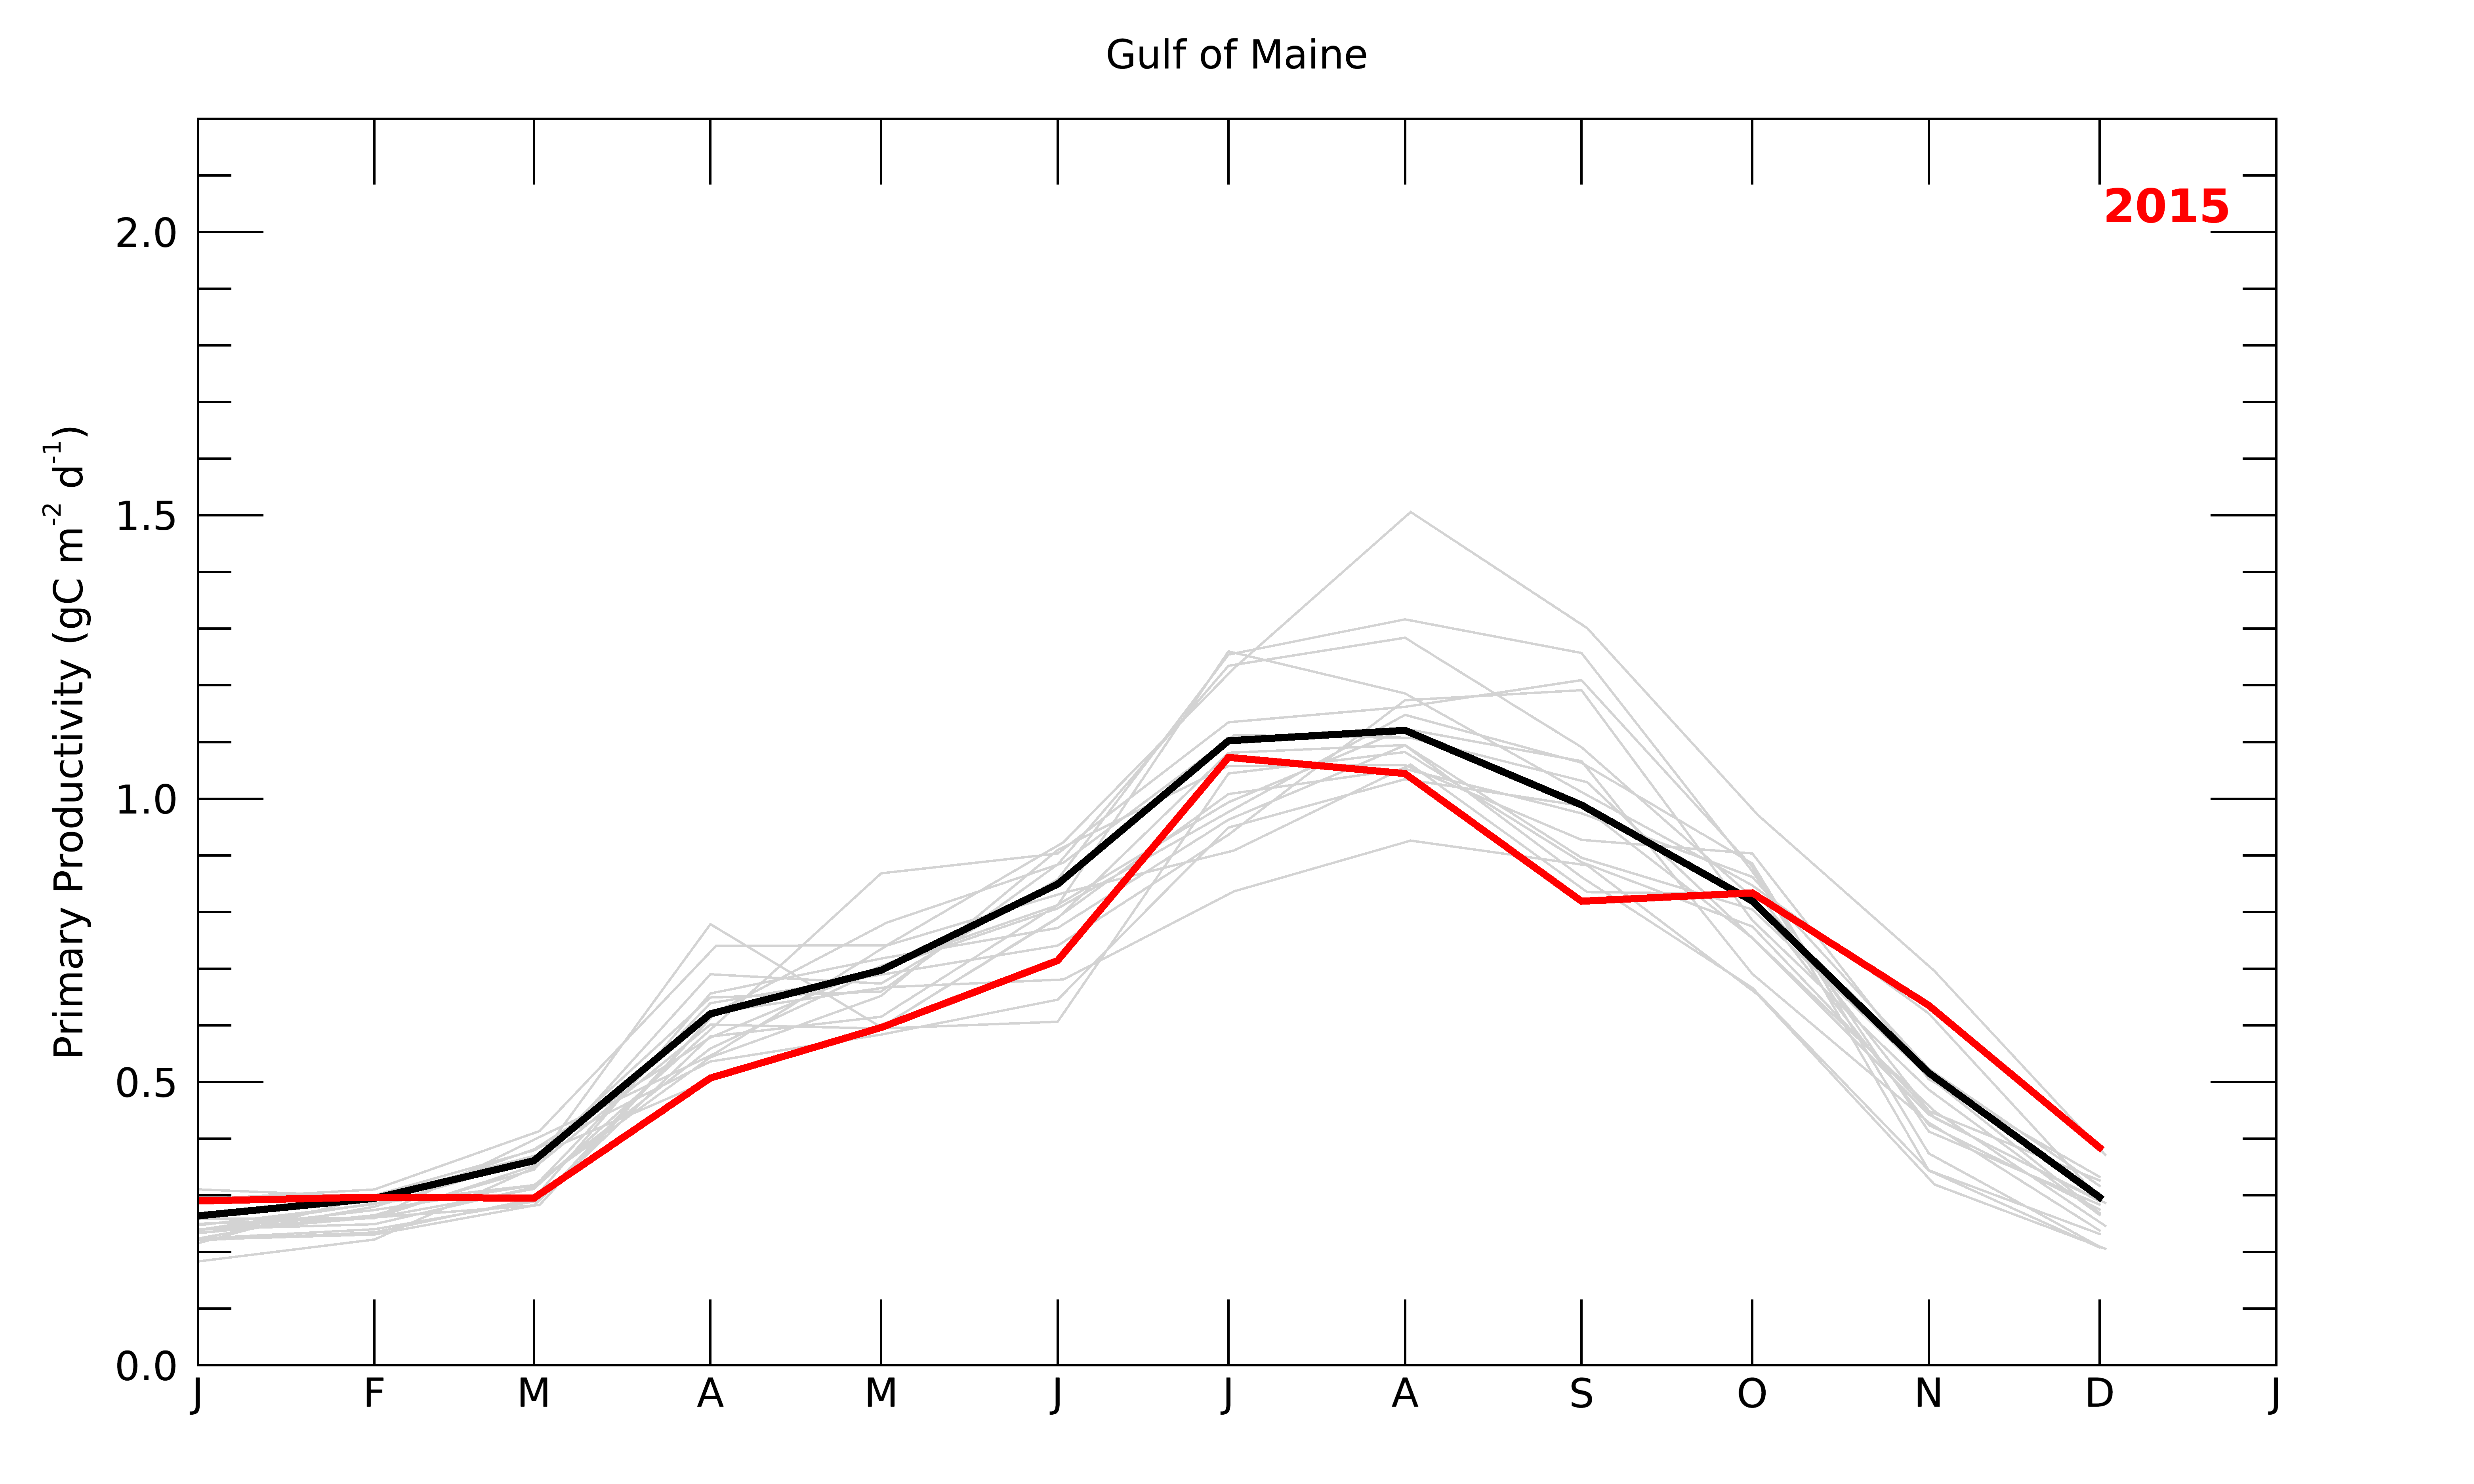 Gulf of Maine
2015
Primary Productivity (gC m⁻² d⁻¹)
2.0
1.5
1.0
0.5
0.0
J F M A M J J A S O N D J